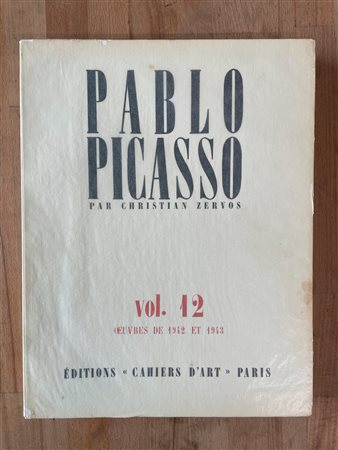 PABLO
PICASSO
PAR CHRISTIAN ZERVOS
vol. 12
ŒUVRES DE 1942 ET 1943
ÉDITIONS « CAHIERS D'ART » PARIS